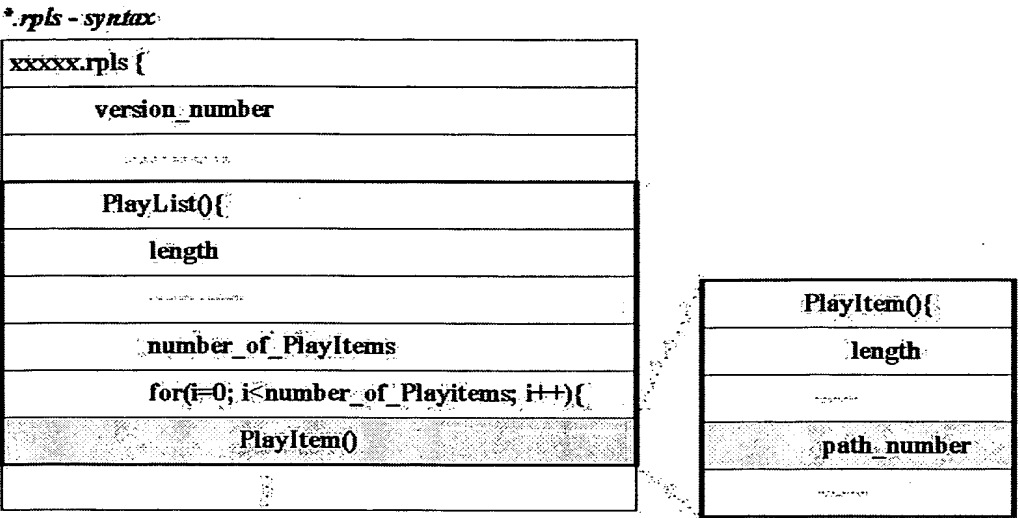 *.rpls - syntax
xxxxx.rpls {
version_number
PlayList(){
length
number_of_PlayItems
for(i=0; i<number_of_Playitems; i++){
PlayItem()
}
PlayItem(){
length
path_number